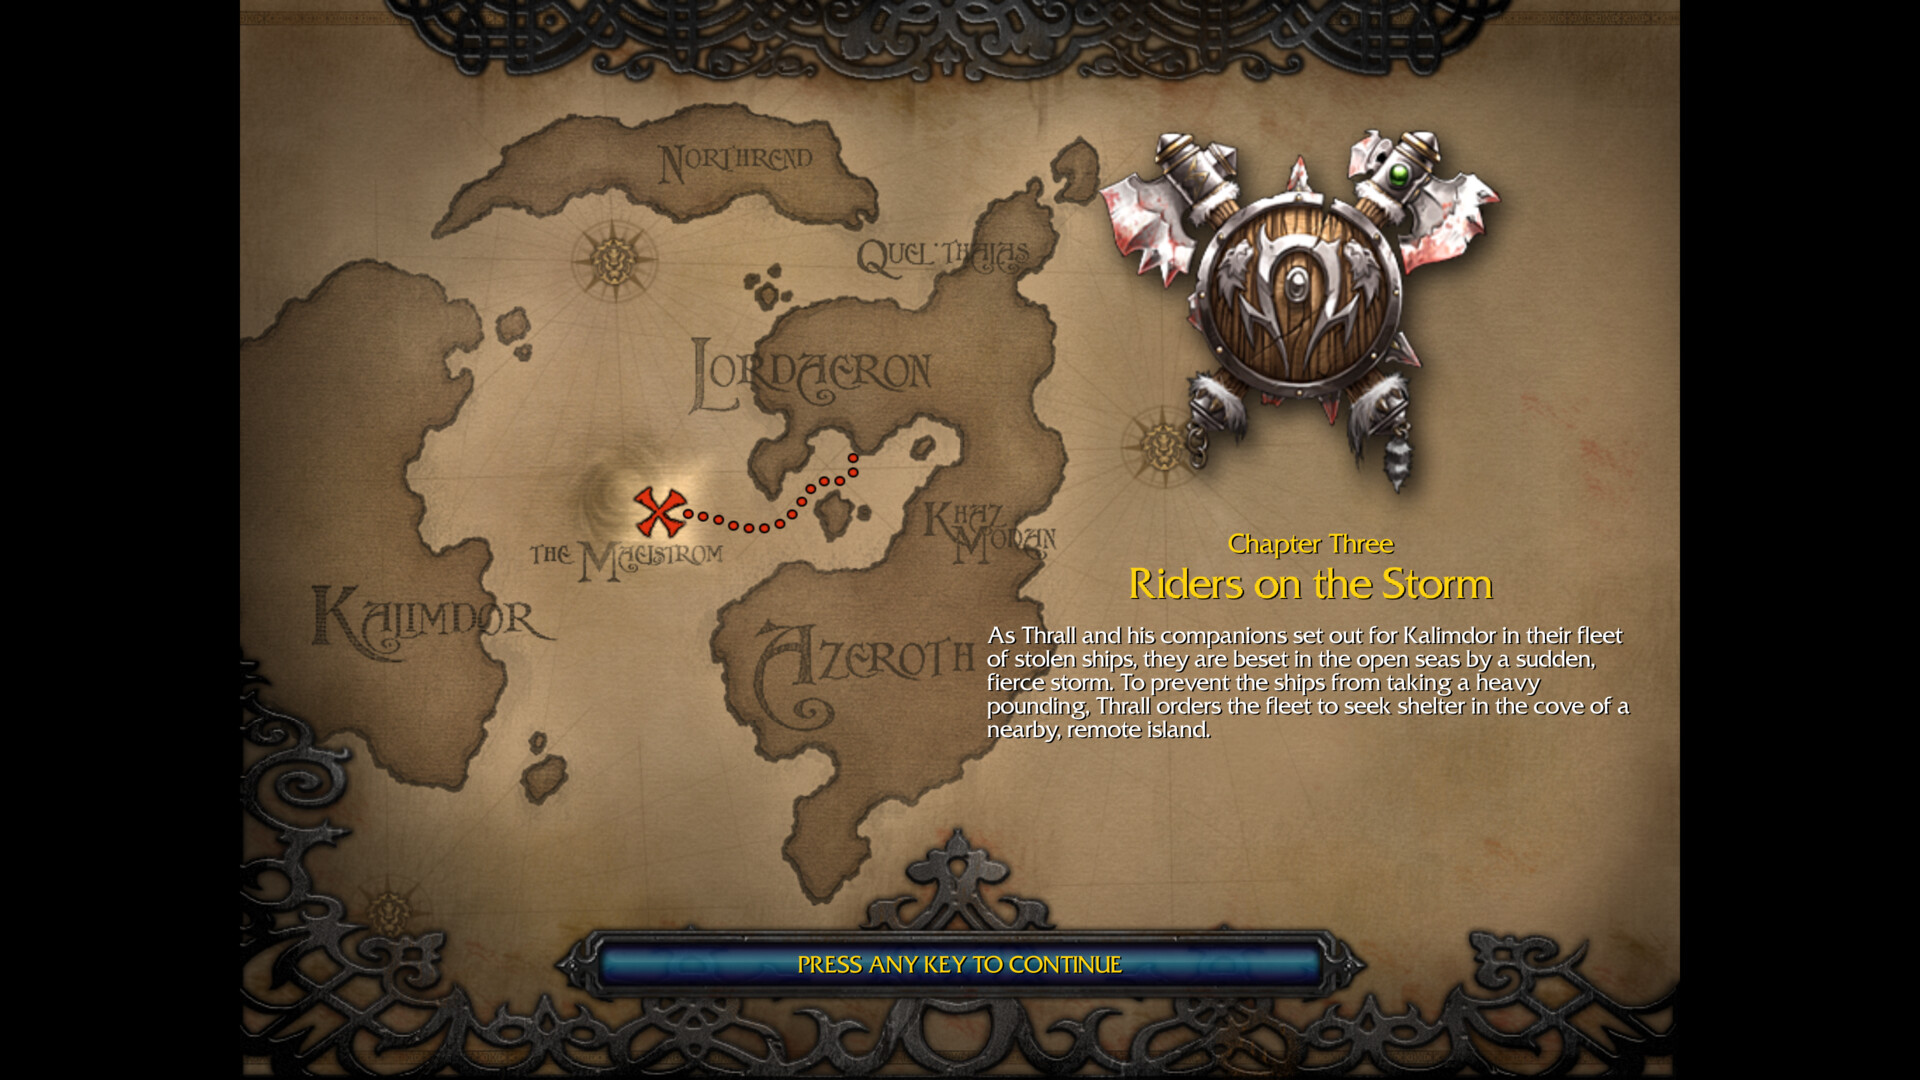 Northrend
Quel'thalas
Lordaeron
The Maelstrom
Khaz
Modan
Kalimdor
Azeroth
Chapter Three
Riders on the Storm
As Thrall and his companions set out for Kalimdor in their fleet
of stolen ships, they are beset in the open seas by a sudden,
fierce storm. To prevent the ships from taking a heavy
pounding, Thrall orders the fleet to seek shelter in the cove of a
nearby, remote island.
PRESS ANY KEY TO CONTINUE